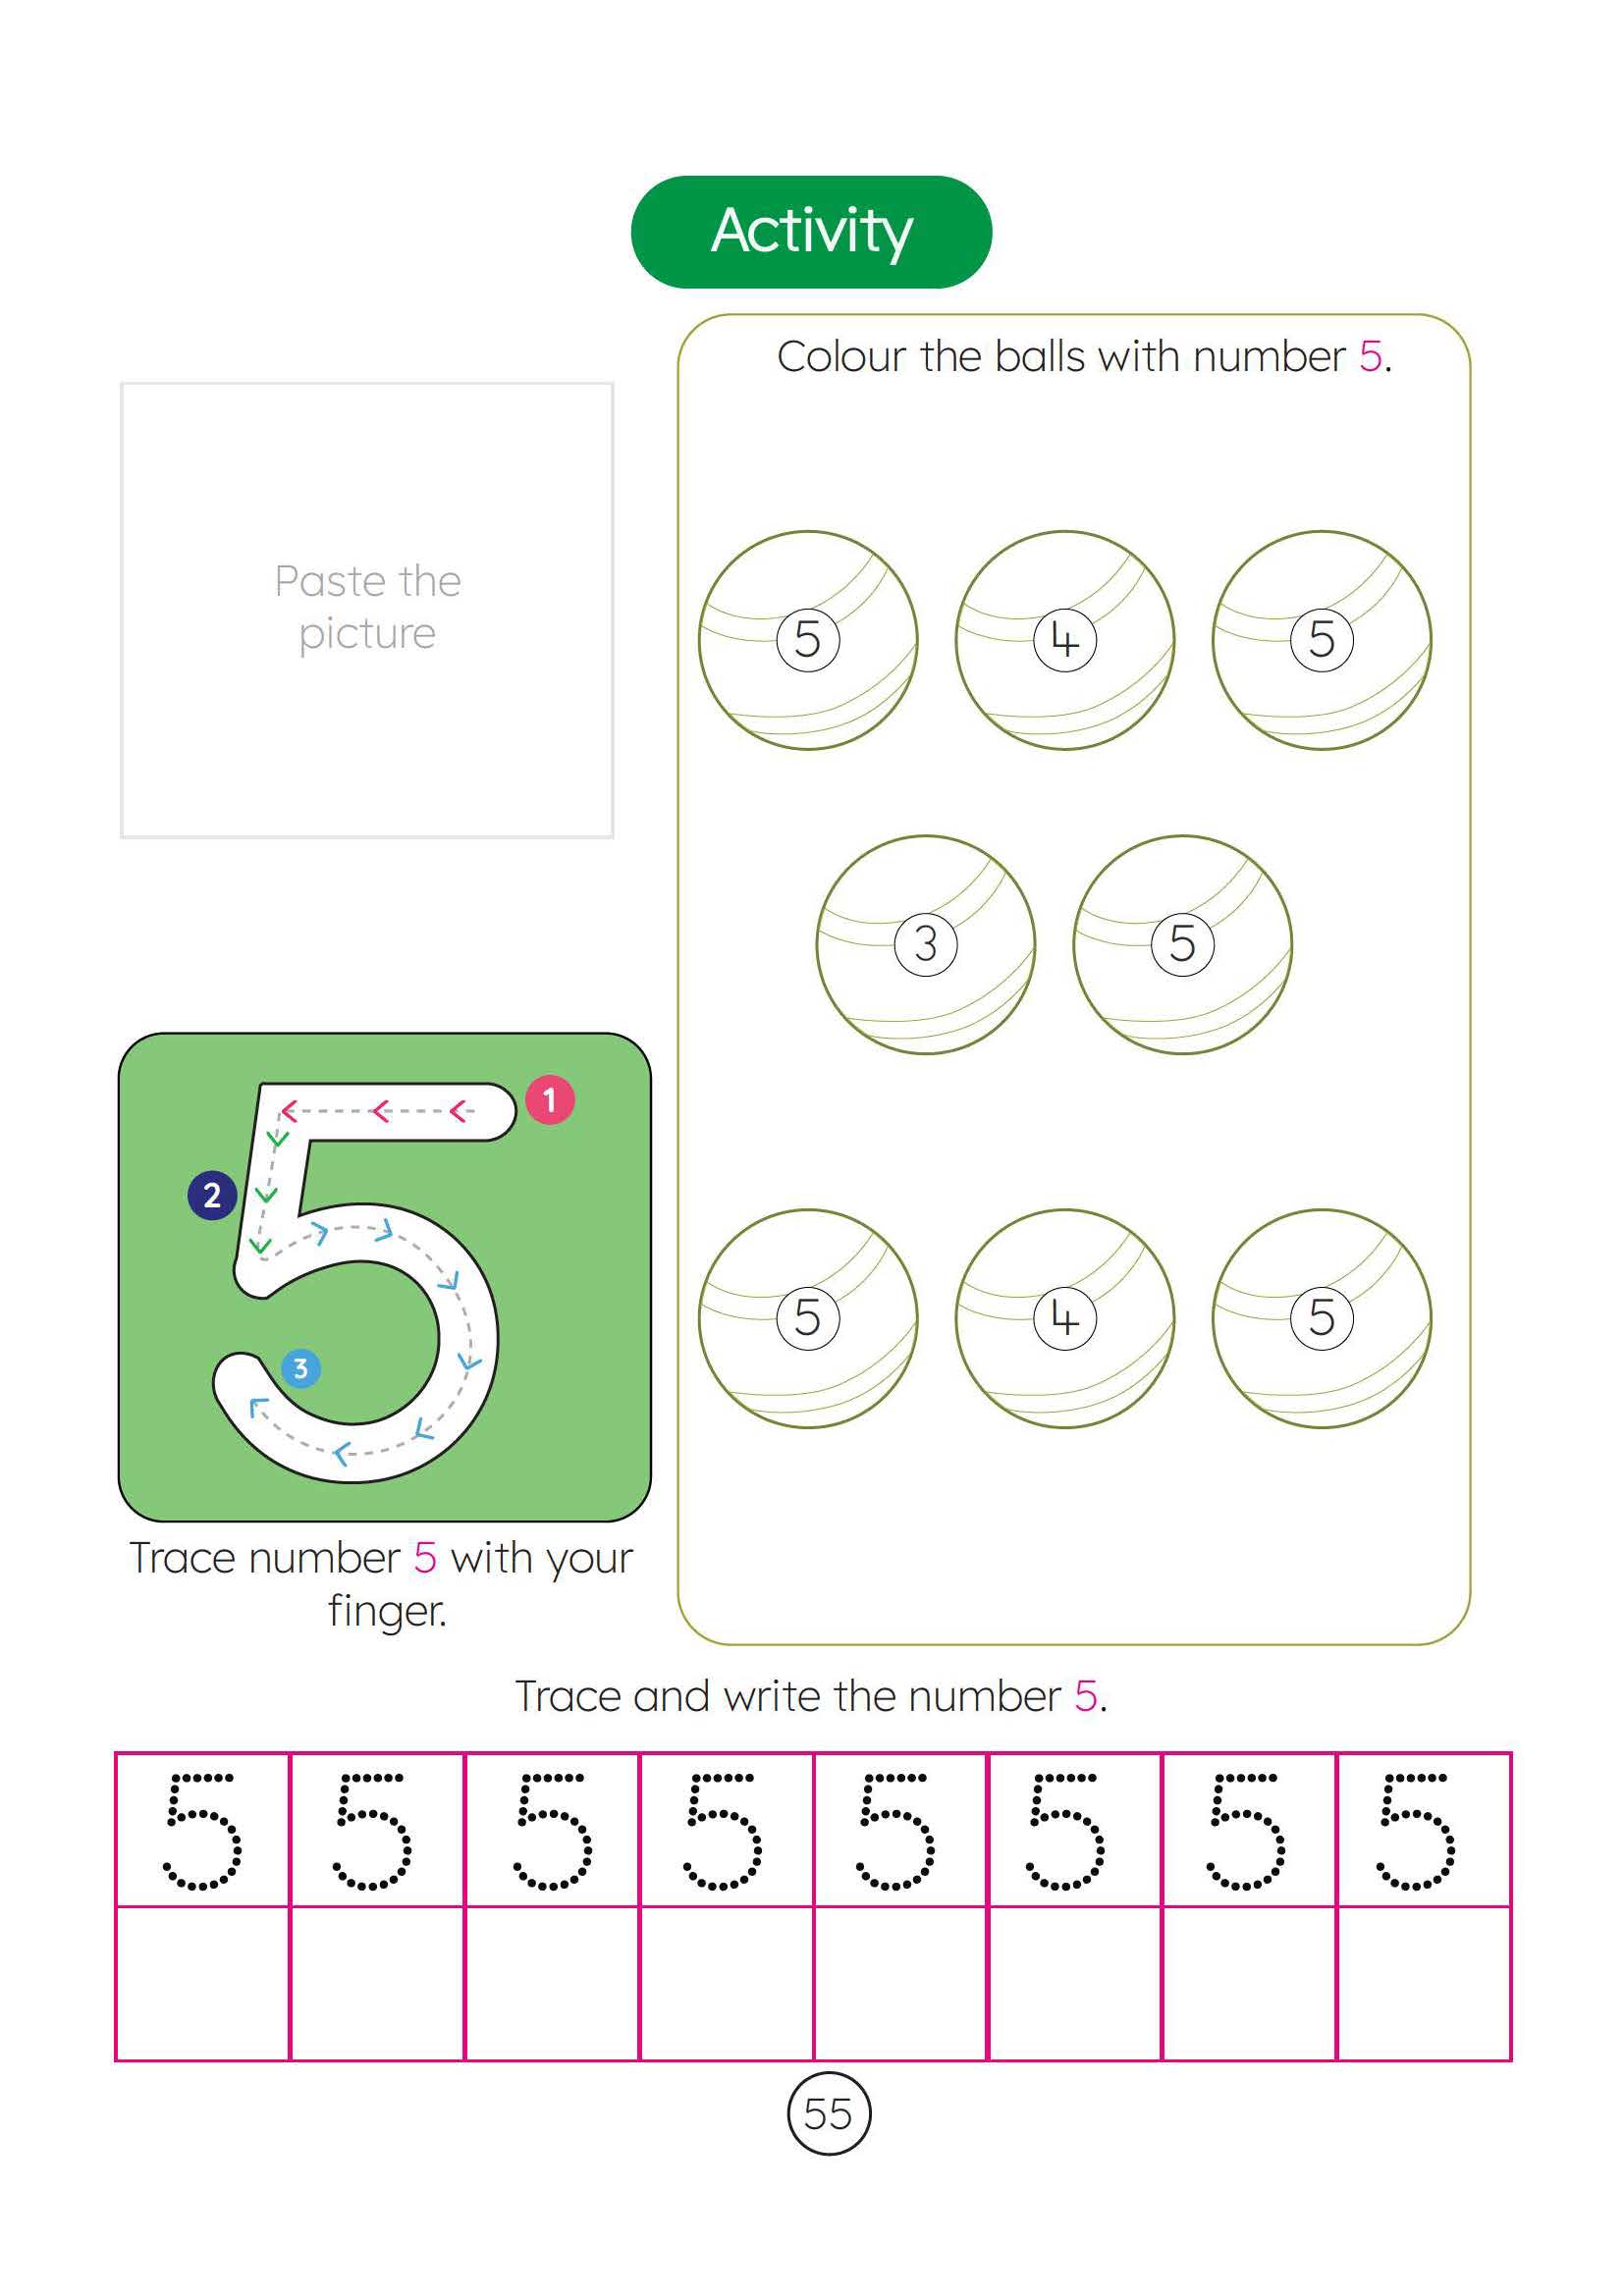 Activity
Colour the balls with number 5.
Paste the
picture
5 4 5
3 5
5 4 5
1
2
3
Trace number 5 with your
finger.
Trace and write the number 5.
5 5 5 5 5 5 5 5
55